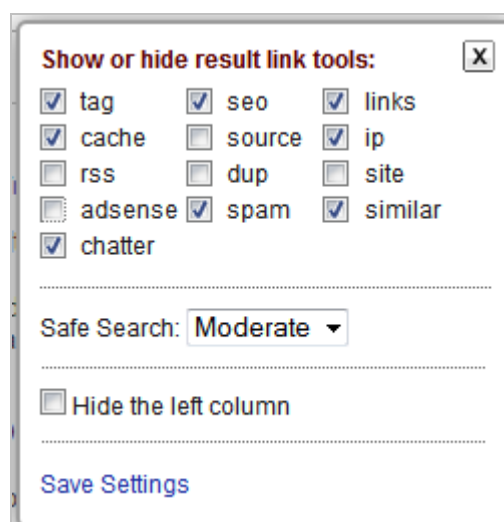 Show or hide result link tools: X
tag seo links
cache source ip
rss dup site
adsense spam similar
chatter
Safe Search: Moderate
Hide the left column
Save Settings